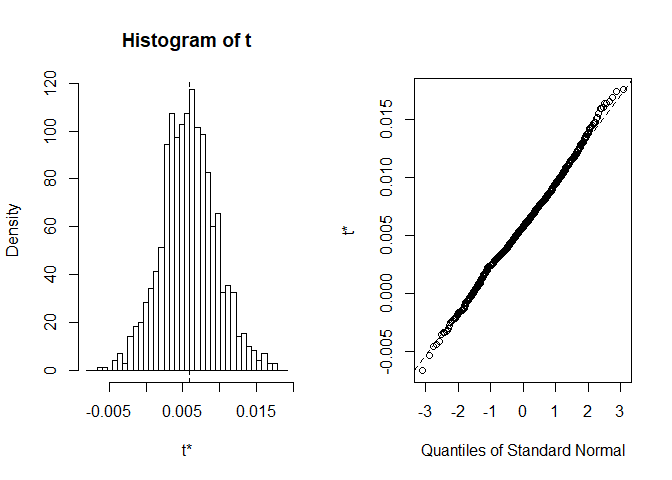 Histogram of t
Density
0 20 40 60 80 100 120
-0.005 0.005 0.015
t*
t*
-0.005 0.000 0.005 0.010 0.015
-3 -2 -1 0 1 2 3
Quantiles of Standard Normal